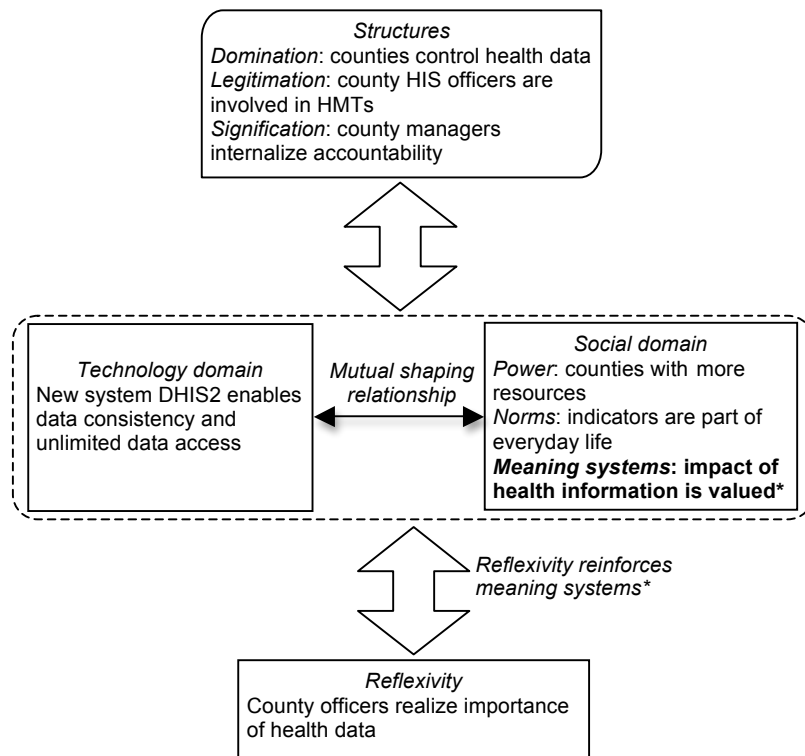 Structures
Domination: counties control health data
Legitimation: county HIS officers are
involved in HMTs
Signification: county managers
internalize accountability
Technology domain
New system DHIS2 enables
data consistency and
unlimited data access
Mutual shaping
relationship
Social domain
Power: counties with more
resources
Norms: indicators are part of
everyday life
Meaning systems: impact of
health information is valued*
Reflexivity reinforces
meaning systems*
Reflexivity
County officers realize importance
of health data